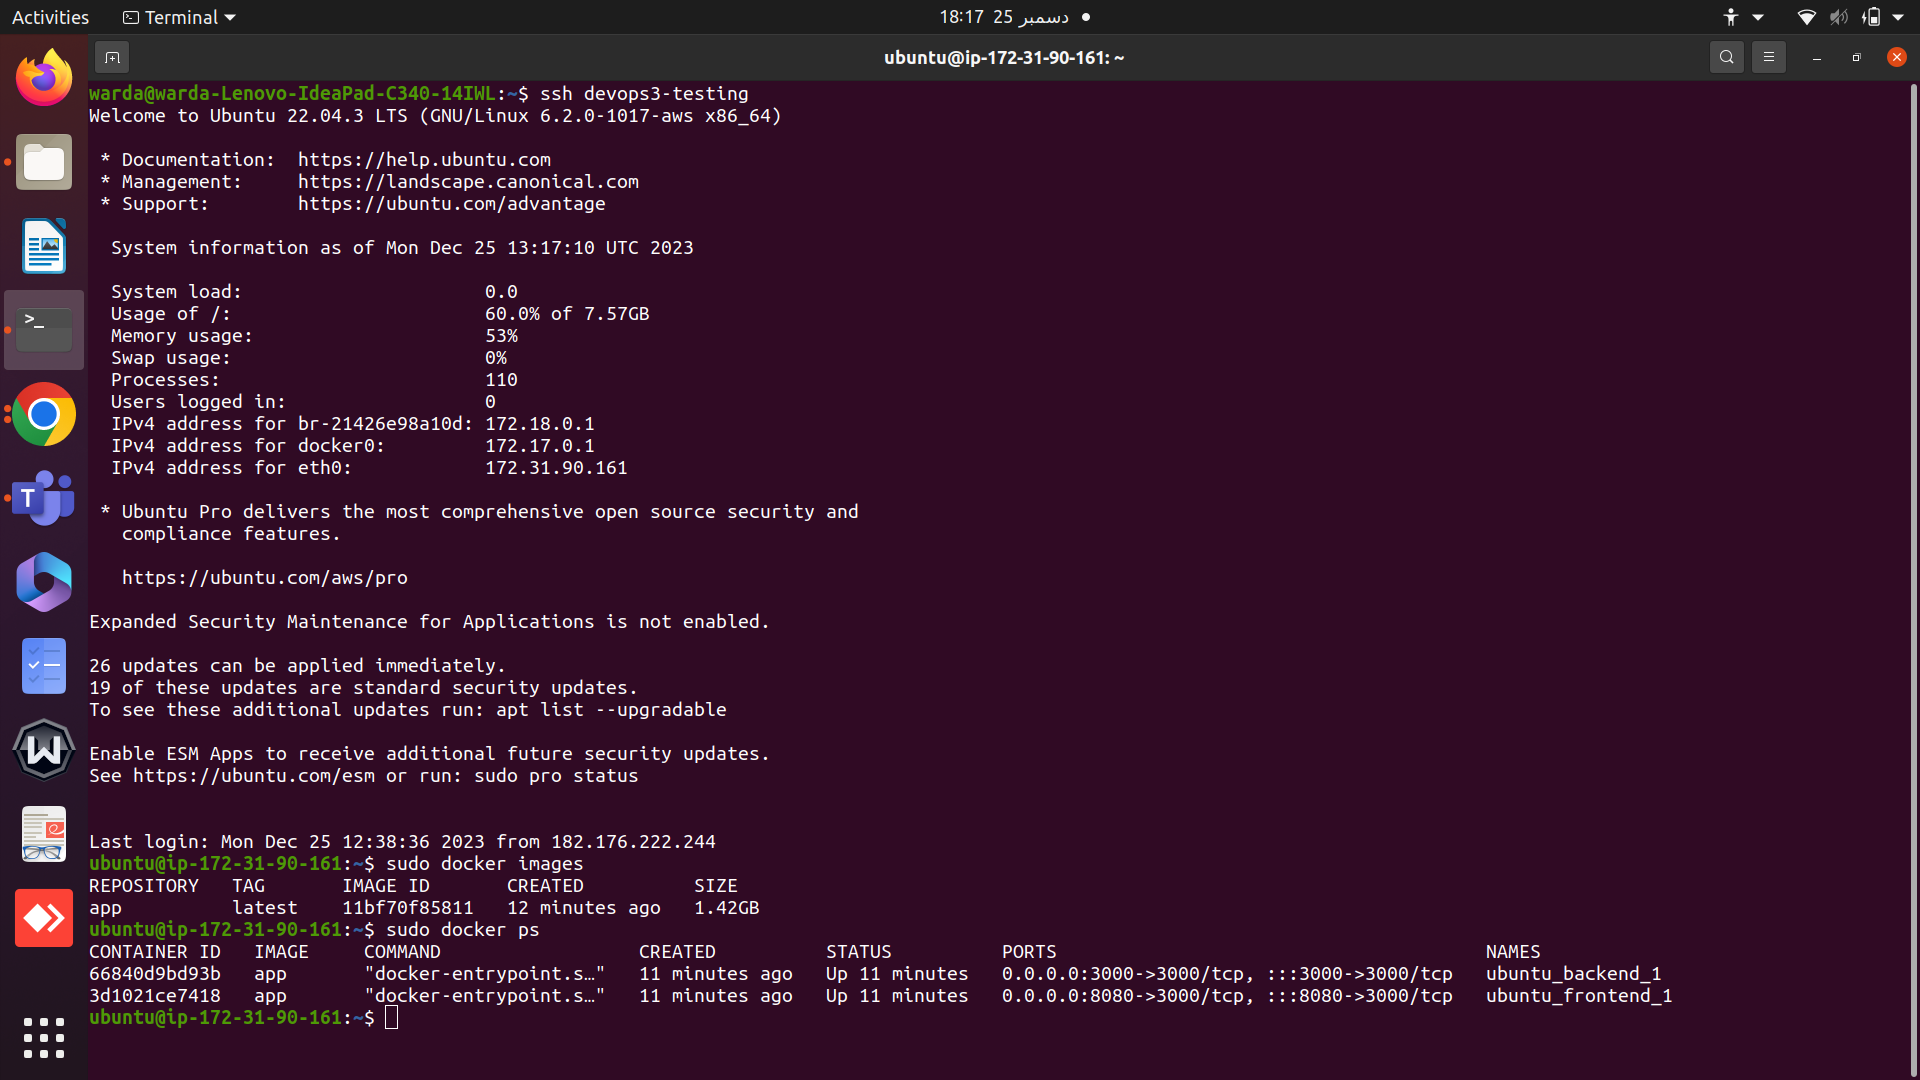 Activities Terminal 18:17 25 دسمبر
ubuntu@ip-172-31-90-161: ~
warda@warda-Lenovo-IdeaPad-C340-14IWL:~$ ssh devops3-testing
Welcome to Ubuntu 22.04.3 LTS (GNU/Linux 6.2.0-1017-aws x86_64)
* Documentation: https://help.ubuntu.com
* Management: https://landscape.canonical.com
* Support: https://ubuntu.com/advantage
System information as of Mon Dec 25 13:17:10 UTC 2023
System load: 0.0
Usage of /: 60.0% of 7.57GB
Memory usage: 53%
Swap usage: 0%
Processes: 110
Users logged in: 0
IPv4 address for br-21426e98a10d: 172.18.0.1
IPv4 address for docker0: 172.17.0.1
IPv4 address for eth0: 172.31.90.161
* Ubuntu Pro delivers the most comprehensive open source security and
compliance features.
https://ubuntu.com/aws/pro
Expanded Security Maintenance for Applications is not enabled.
26 updates can be applied immediately.
19 of these updates are standard security updates.
To see these additional updates run: apt list --upgradable
Enable ESM Apps to receive additional future security updates.
See https://ubuntu.com/esm or run: sudo pro status
Last login: Mon Dec 25 12:38:36 2023 from 182.176.222.244
ubuntu@ip-172-31-90-161:~$ sudo docker images
REPOSITORY TAG IMAGE ID CREATED SIZE
app latest 11bf70f85811 12 minutes ago 1.42GB
ubuntu@ip-172-31-90-161:~$ sudo docker ps
CONTAINER ID IMAGE COMMAND CREATED STATUS PORTS NAMES
66840d9bd93b app "docker-entrypoint.s…" 11 minutes ago Up 11 minutes 0.0.0.0:3000->3000/tcp, :::3000->3000/tcp ubuntu_backend_1
3d1021ce7418 app "docker-entrypoint.s…" 11 minutes ago Up 11 minutes 0.0.0.0:8080->3000/tcp, :::8080->3000/tcp ubuntu_frontend_1
ubuntu@ip-172-31-90-161:~$